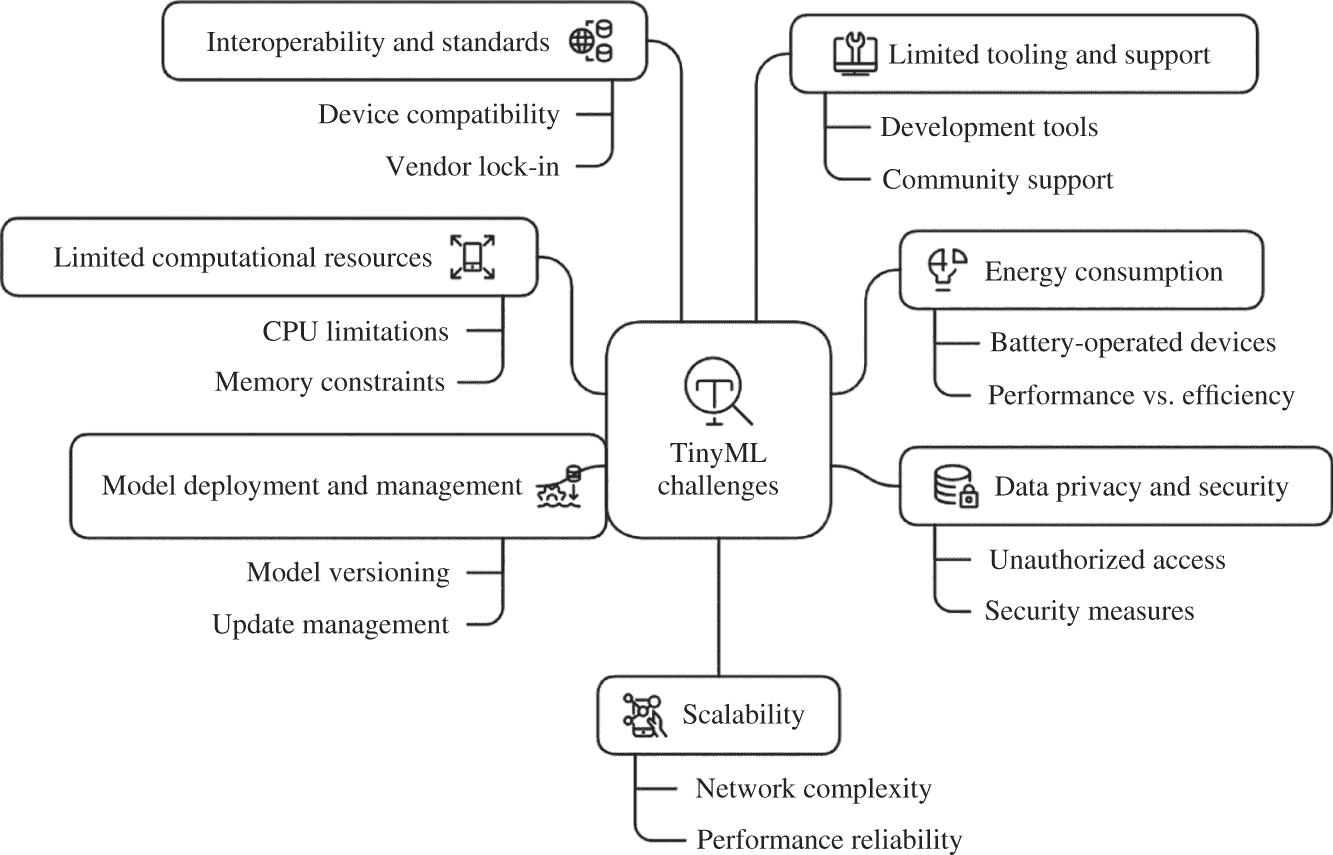 Interoperability and standards
Device compatibility
Vendor lock-in
Limited tooling and support
Development tools
Community support
Limited computational resources
CPU limitations
Memory constraints
Energy consumption
Battery-operated devices
Performance vs. efficiency
TinyML
challenges
Model deployment and management
Model versioning
Update management
Data privacy and security
Unauthorized access
Security measures
Scalability
Network complexity
Performance reliability